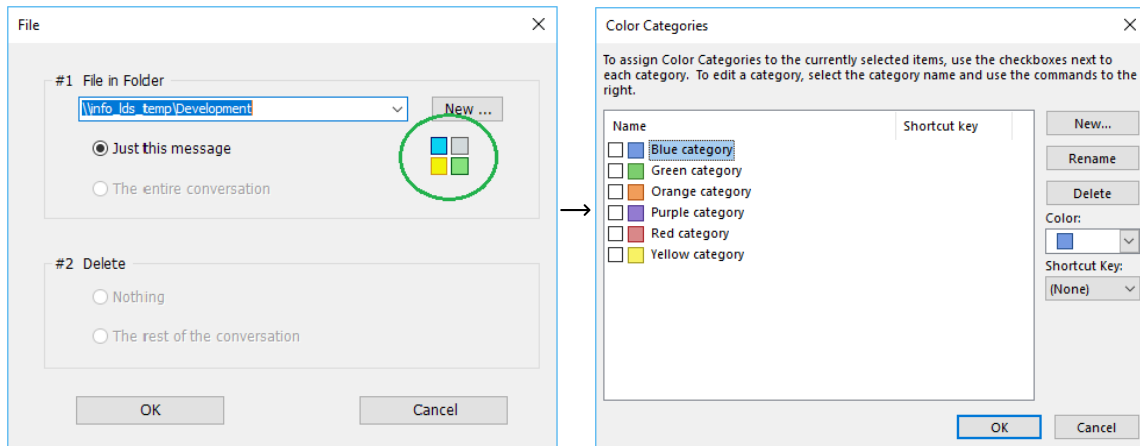 File
#1 File in Folder
\\info_lds_temp\Development
New ...
Just this message
The entire conversation
#2 Delete
Nothing
The rest of the conversation
OK
Cancel
Color Categories
To assign Color Categories to the currently selected items, use the checkboxes next to
each category. To edit a category, select the category name and use the commands to the
right.
Name
Shortcut key
Blue category
Green category
Orange category
Purple category
Red category
Yellow category
New...
Rename
Delete
Color:
Shortcut Key:
(None)
OK
Cancel